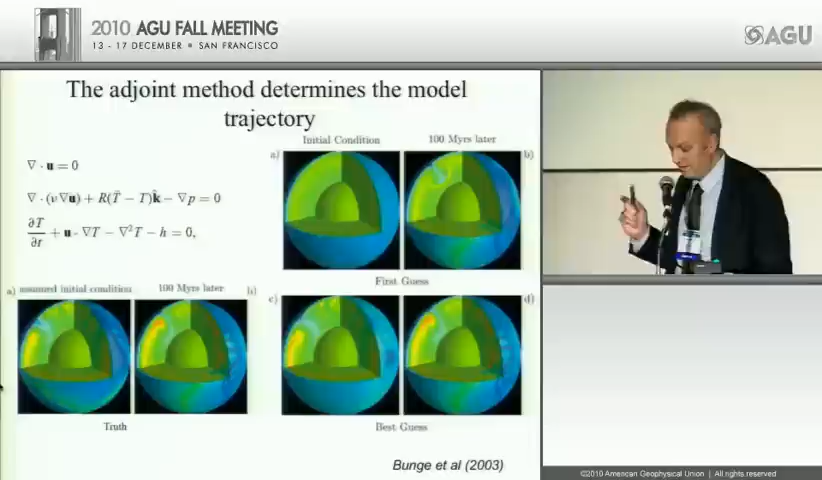 2010 AGU FALL MEETING
13 - 17 DECEMBER ■ SAN FRANCISCO
AGU
The adjoint method determines the model
trajectory
∇ · u = 0
∇ · (ν∇u) + R(T̄ − T)k̂ − ∇p = 0
∂T/∂t + u · ∇T − ∇²T − h = 0,
Initial Condition 100 Myrs later
a) b)
First Guess
a) assumed initial condition 100 Myrs later b)
c) d)
Truth
Best Guess
Bunge et al (2003)
©2010 American Geophysical Union | All rights reserved